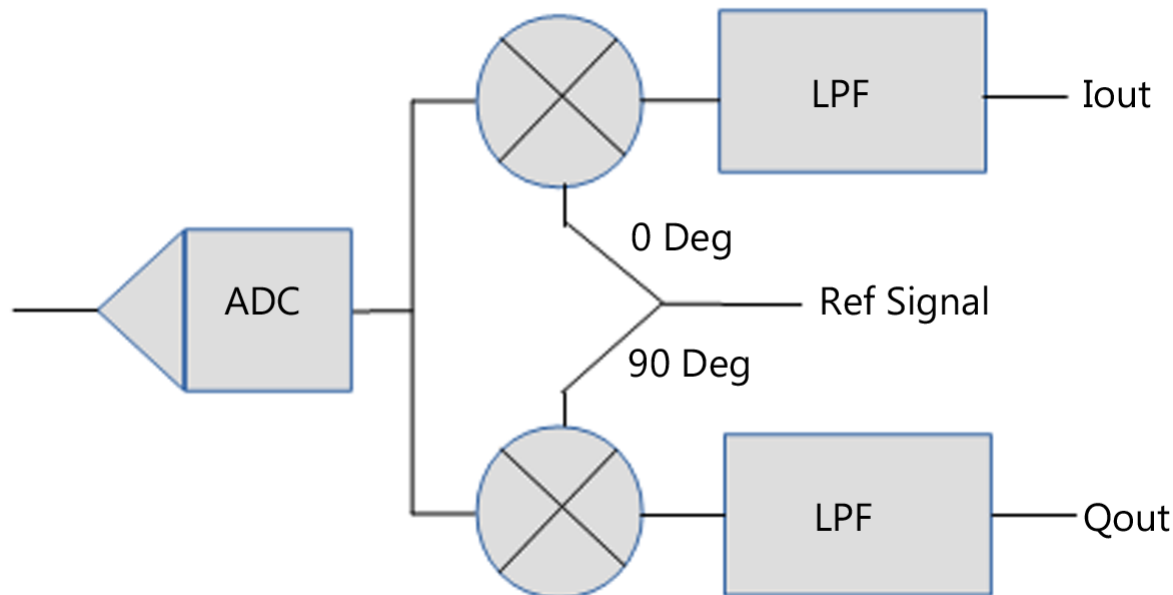 LPF
Iout
0 Deg
ADC
Ref Signal
90 Deg
LPF
Qout